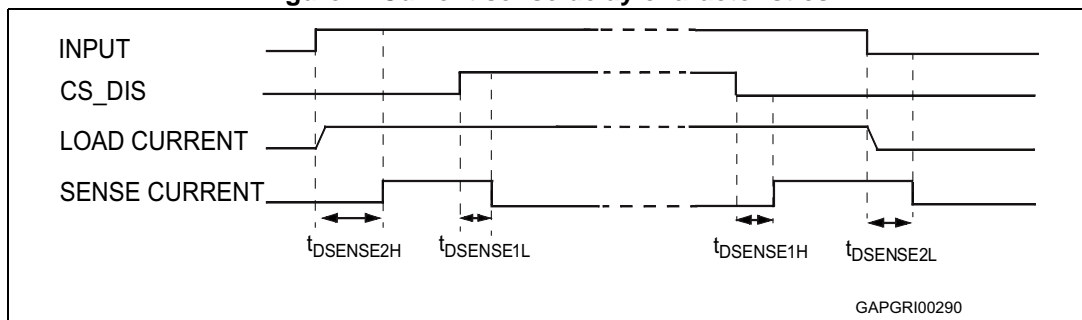 INPUT
CS_DIS
LOAD CURRENT
SENSE CURRENT
tDSENSE2H
tDSENSE1L
tDSENSE1H
tDSENSE2L
GAPGRI00290